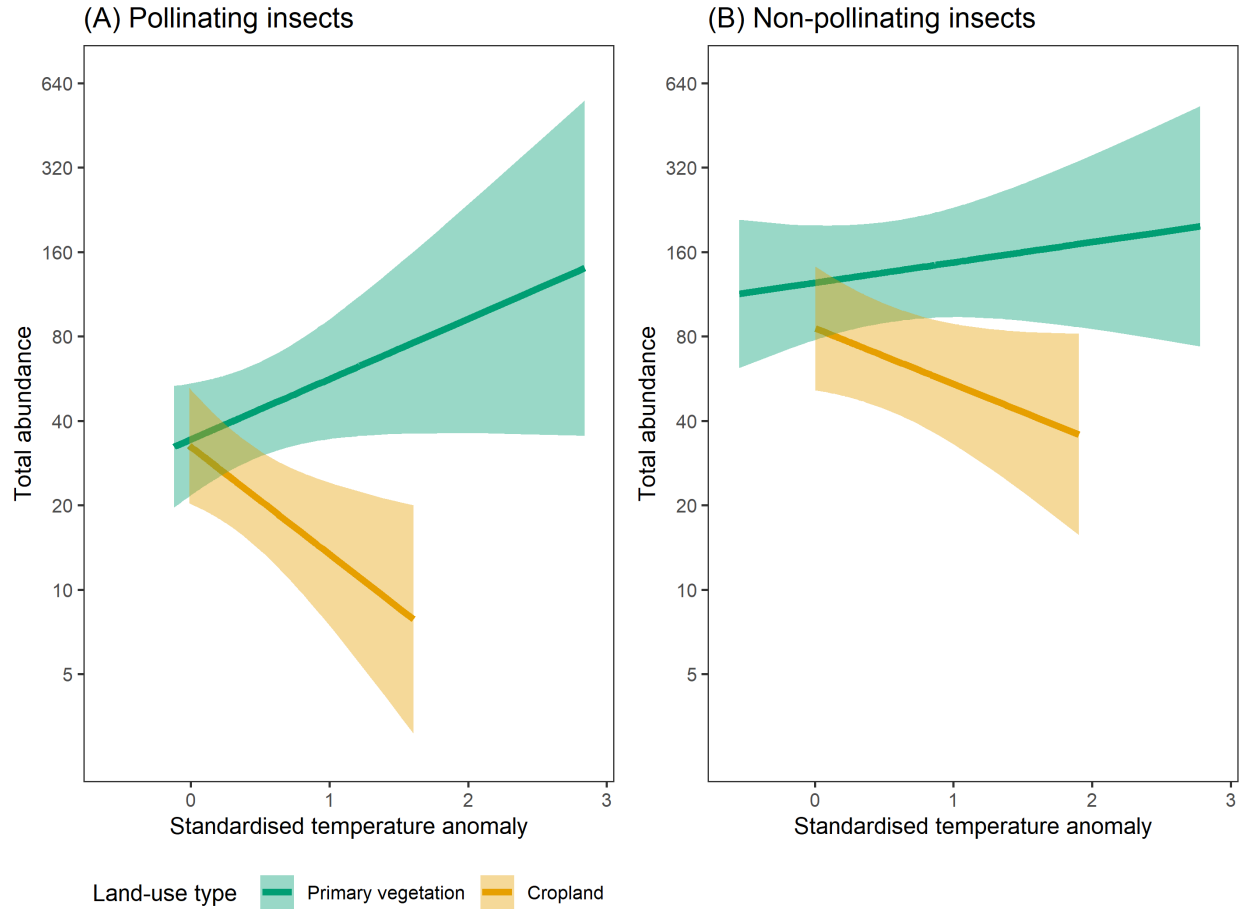 (A) Pollinating insects
Total abundance
640
320
160
80
40
20
10
5
0 1 2 3
Standardised temperature anomaly
(B) Non-pollinating insects
Total abundance
640
320
160
80
40
20
10
5
0 1 2 3
Standardised temperature anomaly
Land-use type Primary vegetation Cropland